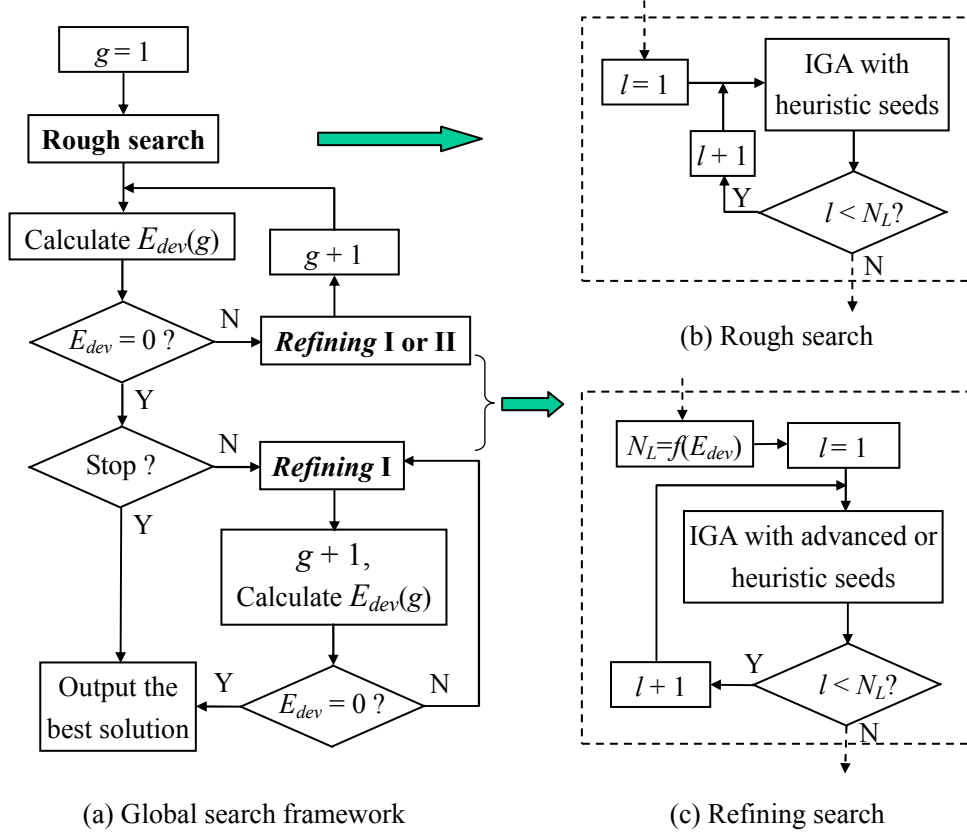 g = 1
Rough search
Calculate E_dev(g)
g + 1
E_dev = 0 ?
N
Refining I or II
Y
Stop ?
N
Refining I
Y
g + 1,
Calculate E_dev(g)
Output the
best solution
Y
E_dev = 0 ?
N
(a) Global search framework
l = 1
IGA with
heuristic seeds
l + 1
Y
l < N_L?
N
(b) Rough search
N_L=f(E_dev)
l = 1
IGA with advanced or
heuristic seeds
l + 1
Y
l < N_L?
N
(c) Refining search